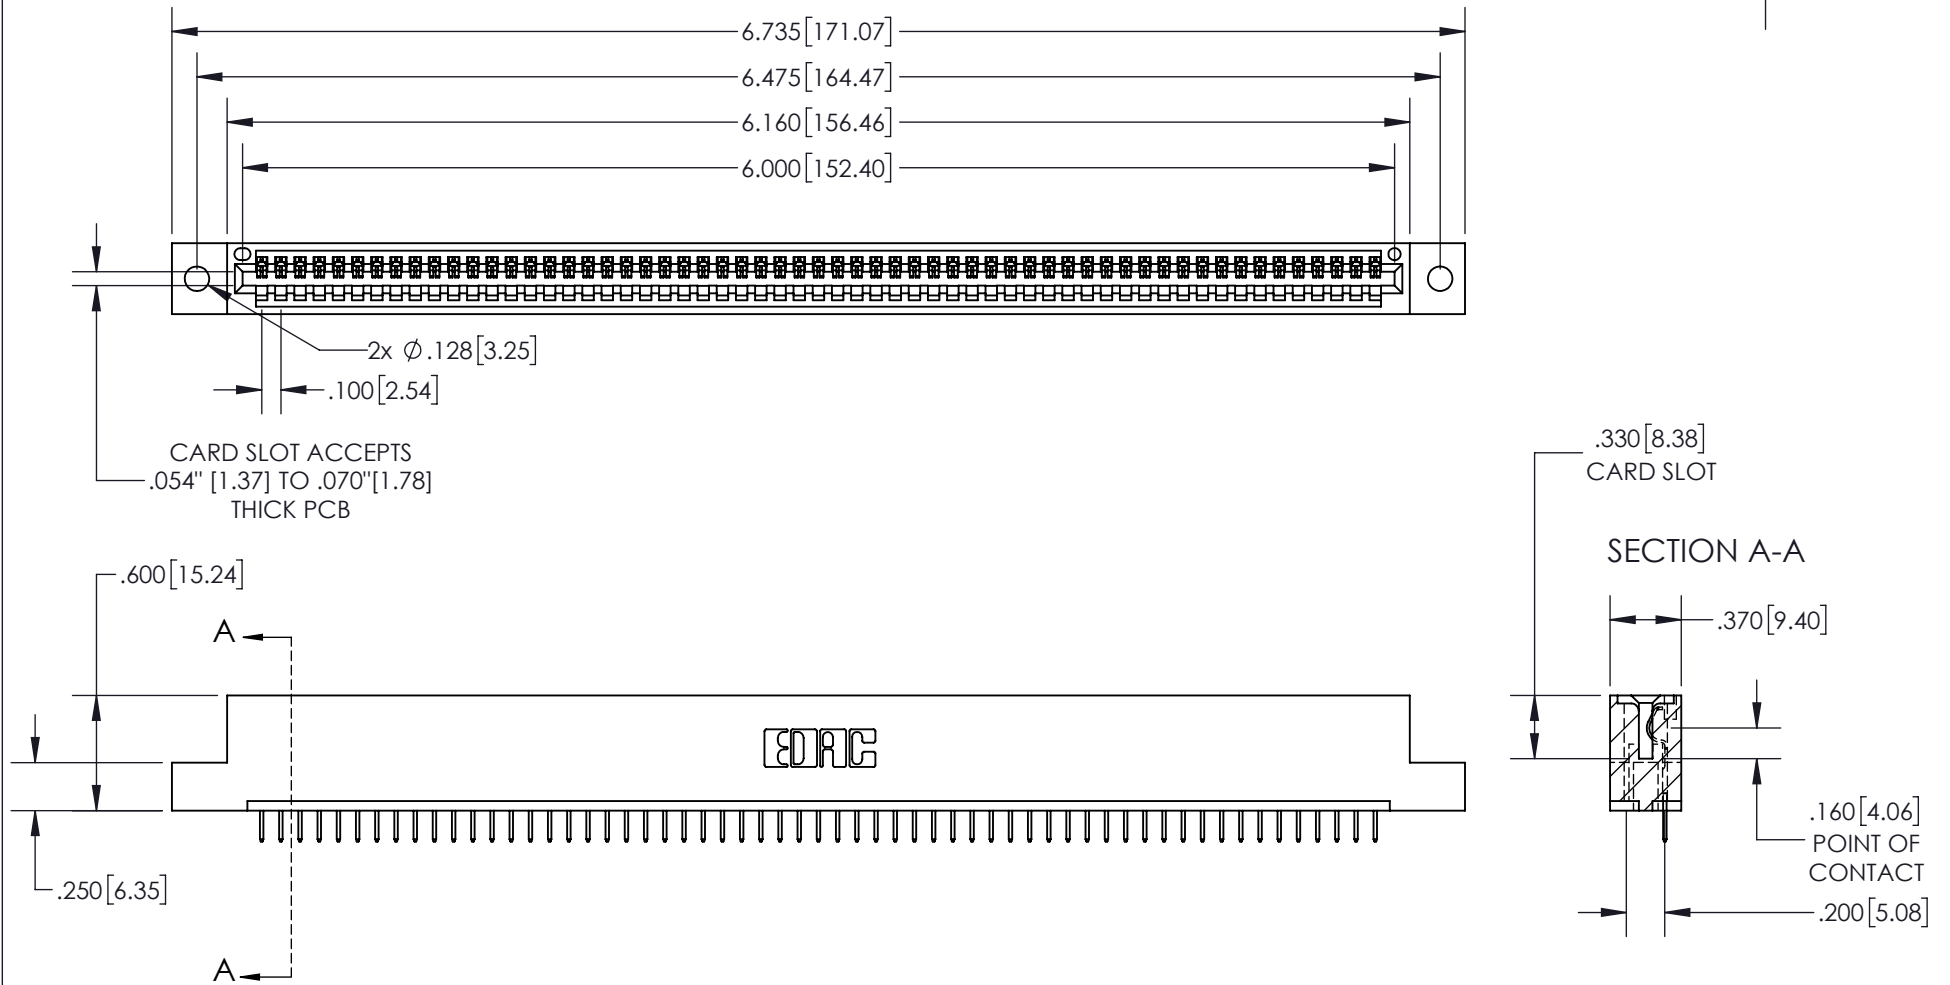 6.735[171.07]
6.475[164.47]
6.160[156.46]
6.000[152.40]
2x Ø.128[3.25]
.100[2.54]
CARD SLOT ACCEPTS
.054" [1.37] TO .070"[1.78]
THICK PCB
.330[8.38]
CARD SLOT
SECTION A-A
.600[15.24]
A
.370[9.40]
EDAC
.160[4.06]
POINT OF
CONTACT
.250[6.35]
.200[5.08]
A